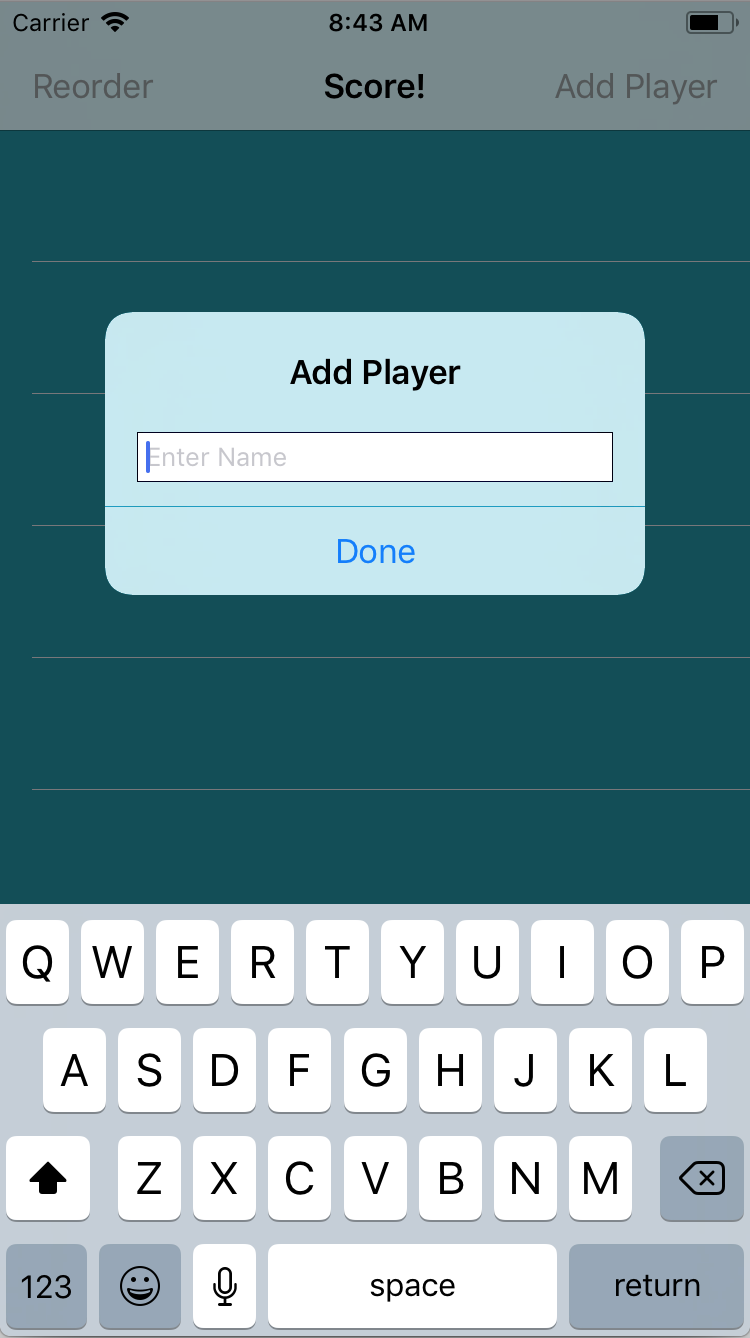 Carrier 8:43 AM
Reorder Score! Add Player
Add Player
Enter Name
Done
Q W E R T Y U I O P
A S D F G H J K L
Z X C V B N M
123 space return